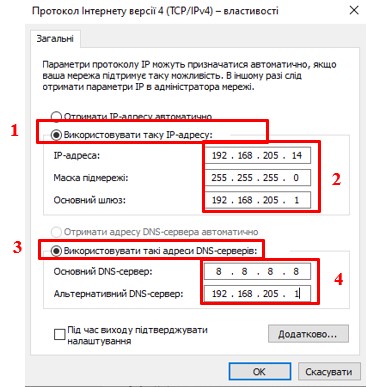 Протокол Інтернету версії 4 (TCP/IPv4) – властивості
Загальні
Параметри протоколу IP можуть призначатися автоматично, якщо
ваша мережа підтримує таку можливість. В іншому разі слід
отримати параметри IP в адміністратора мережі.
Отримати IP-адресу автоматично
1
Використовувати таку IP-адресу:
IP-адреса:
192 . 168 . 205 . 14
Маска підмережі:
255 . 255 . 255 . 0
2
Основний шлюз:
192 . 168 . 205 . 1
Отримати адресу DNS-сервера автоматично
3
Використовувати такі адреси DNS-серверів:
Основний DNS-сервер:
8 . 8 . 8 . 8
4
Альтернативний DNS-сервер:
192 . 168 . 205 . 1
Під час виходу підтверджувати
налаштування
Додатково...
OK
Скасувати